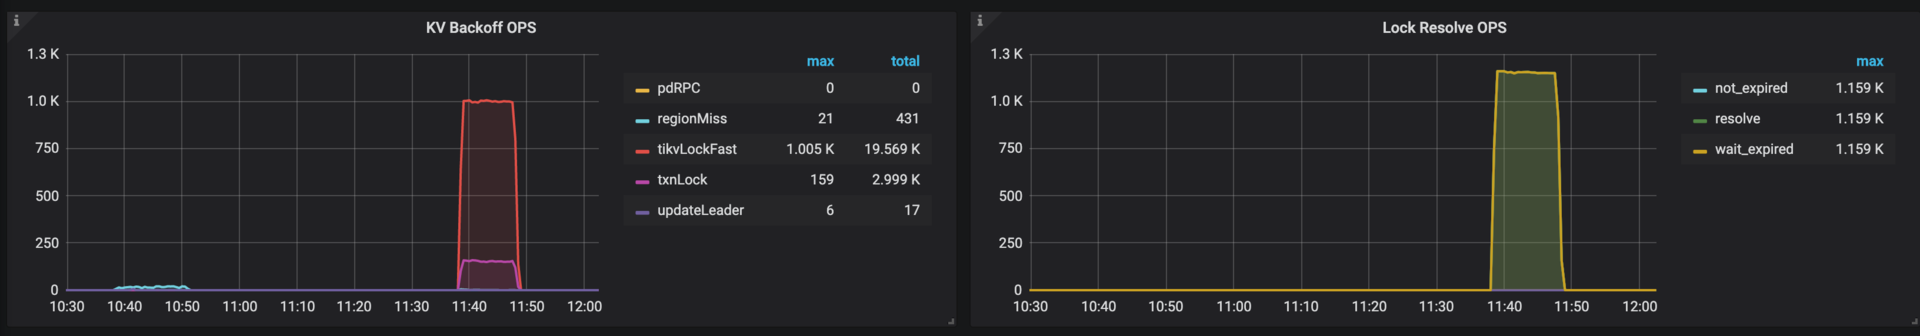 KV Backoff OPS
1.3 K
1.0 K
750
500
250
0
10:30 10:40 10:50 11:00 11:10 11:20 11:30 11:40 11:50 12:00
max total
pdRPC 0 0
regionMiss 21 431
tikvLockFast 1.005 K 19.569 K
txnLock 159 2.999 K
updateLeader 6 17
Lock Resolve OPS
1.3 K
1.0 K
750
500
250
0
10:30 10:40 10:50 11:00 11:10 11:20 11:30 11:40 11:50 12:00
max
not_expired 1.159 K
resolve 1.159 K
wait_expired 1.159 K